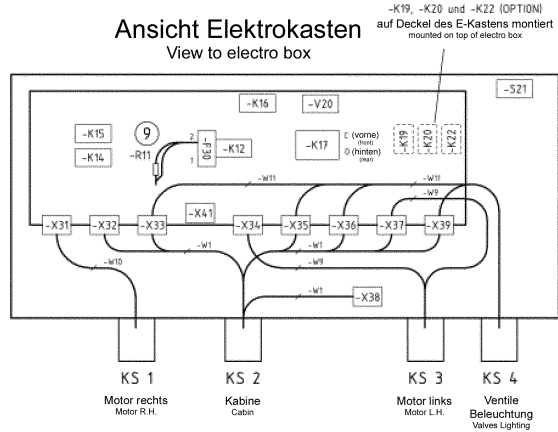 -K19, -K20 und -K22 (OPTION)
auf Deckel des E-Kastens montiert
mounted on top of electro box
Ansicht Elektrokasten
View to electro box
-S21
-K16
-V20
-K15
9
2
-F30
-K12
-K17
C (vorne)
(front)
D (hinten)
(rear)
-K19
-K20
-K22
-K14
-R11
1
-W11
-W11
-W9
-X41
-X31
-X32
-X33
-X34
-X35
-X36
-X37
-X39
-W1
-W1
-W10
-W9
-W1
-X38
KS 1
KS 2
KS 3
KS 4
Motor rechts
Motor R.H.
Kabine
Cabin
Motor links
Motor L.H.
Ventile
Beleuchtung
Valves Lighting